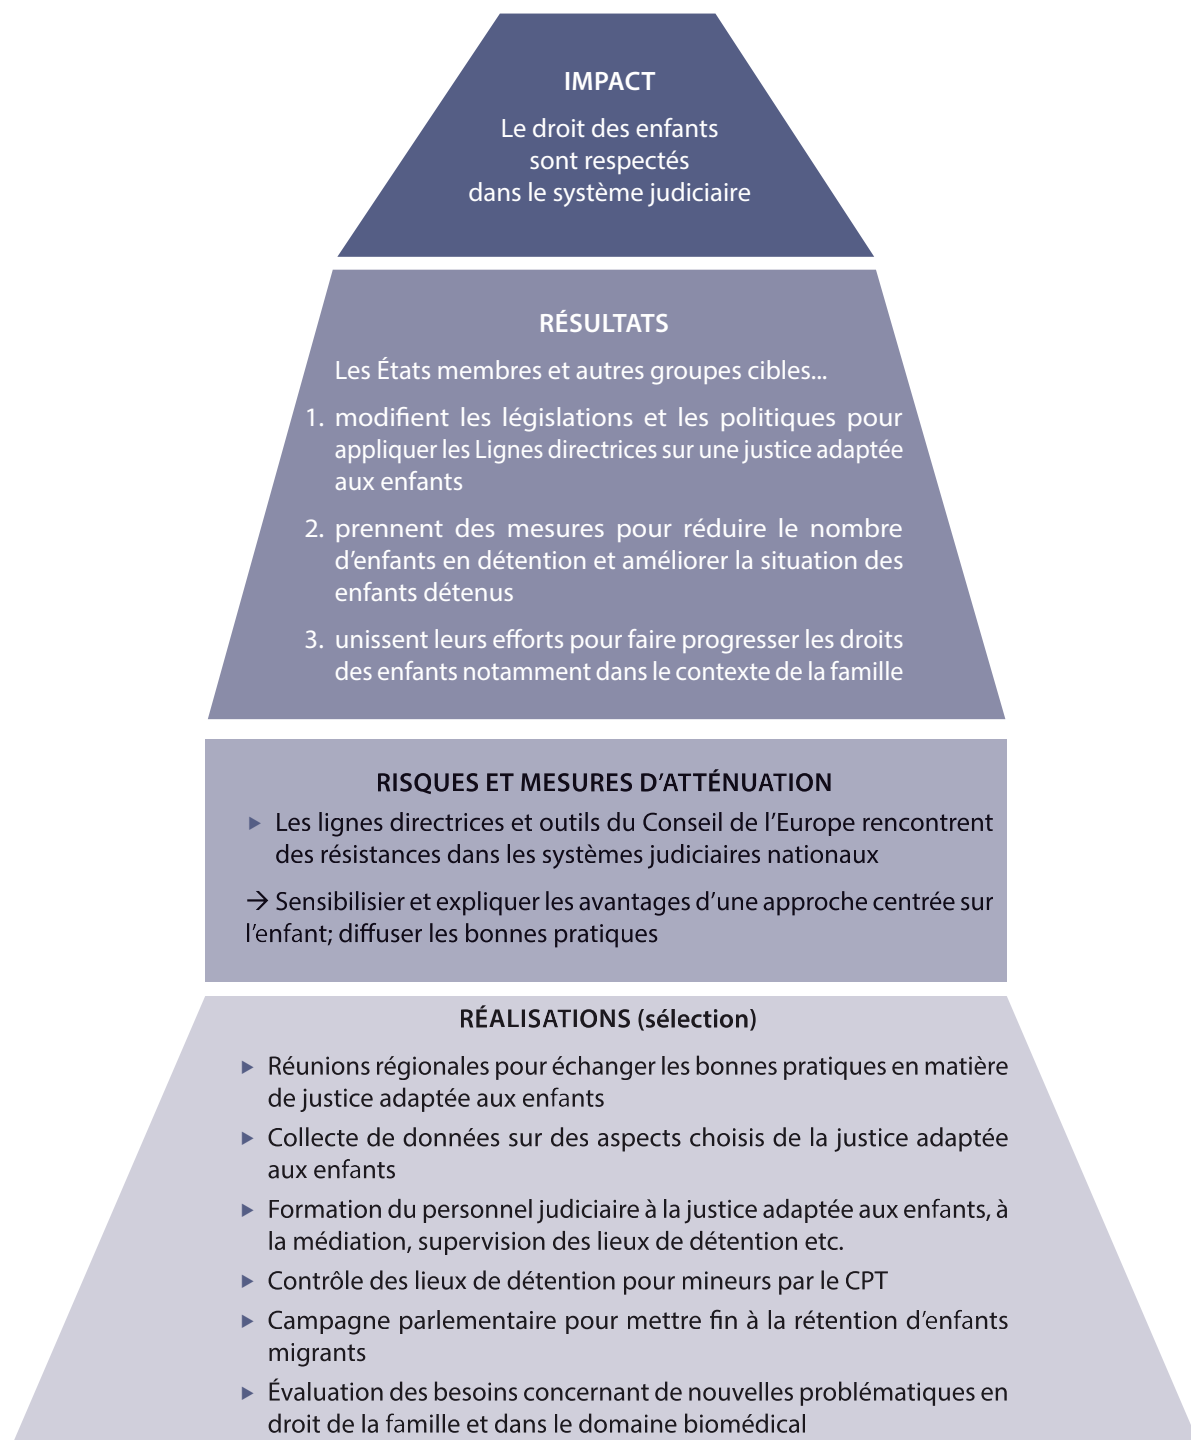 IMPACT
Le droit des enfants
sont respectés
dans le système judiciaire
RÉSULTATS
Les États membres et autres groupes cibles...
1. modifient les législations et les politiques pour
appliquer les Lignes directrices sur une justice adaptée
aux enfants
2. prennent des mesures pour réduire le nombre
d’enfants en détention et améliorer la situation des
enfants détenus
3. unissent leurs efforts pour faire progresser les droits
des enfants notamment dans le contexte de la famille
RISQUES ET MESURES D’ATTÉNUATION
▶ Les lignes directrices et outils du Conseil de l’Europe rencontrent
des résistances dans les systèmes judiciaires nationaux
→ Sensibilisier et expliquer les avantages d’une approche centrée sur
l’enfant; diffuser les bonnes pratiques
RÉALISATIONS (sélection)
▶ Réunions régionales pour échanger les bonnes pratiques en matière
de justice adaptée aux enfants
▶ Collecte de données sur des aspects choisis de la justice adaptée
aux enfants
▶ Formation du personnel judiciaire à la justice adaptée aux enfants, à
la médiation, supervision des lieux de détention etc.
▶ Contrôle des lieux de détention pour mineurs par le CPT
▶ Campagne parlementaire pour mettre fin à la rétention d’enfants
migrants
▶ Évaluation des besoins concernant de nouvelles problématiques en
droit de la famille et dans le domaine biomédical